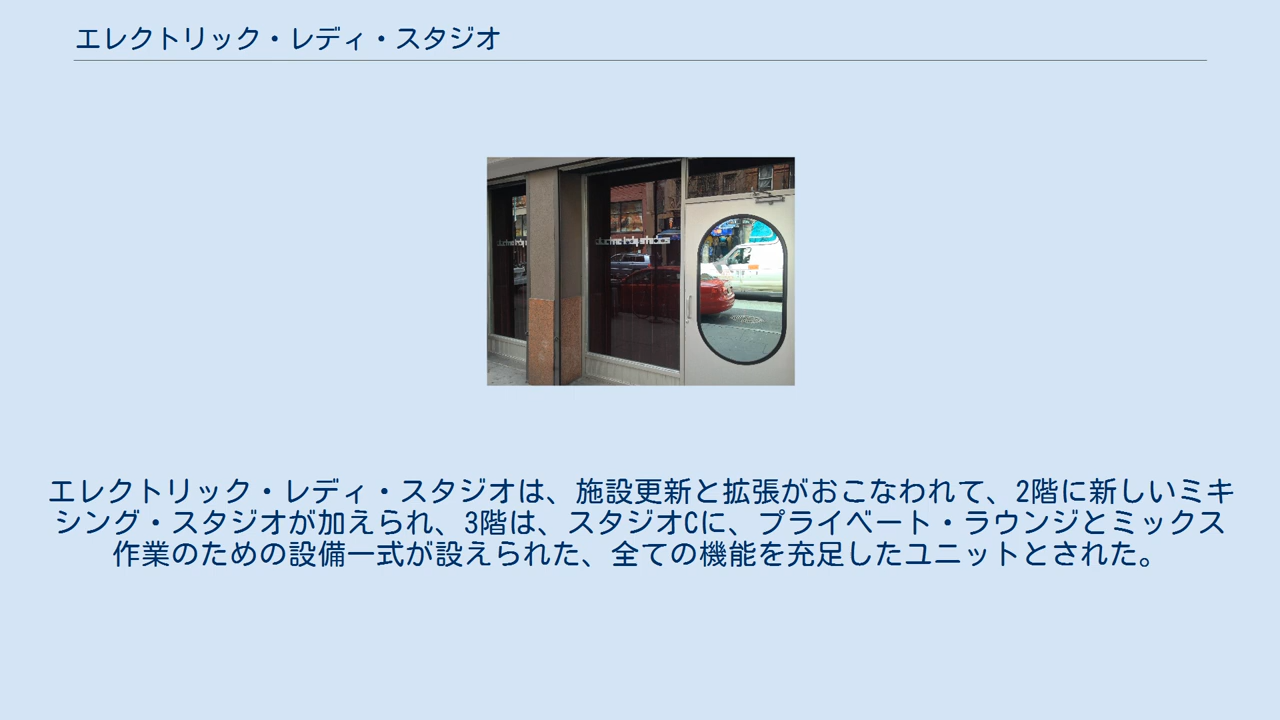 エレクトリック・レディ・スタジオ
エレクトリック・レディ・スタジオは、施設更新と拡張がおこなわれて、2階に新しいミキ
シング・スタジオが加えられ、3階は、スタジオCに、プライベート・ラウンジとミックス
作業のための設備一式が設えられた、全ての機能を充足したユニットとされた。